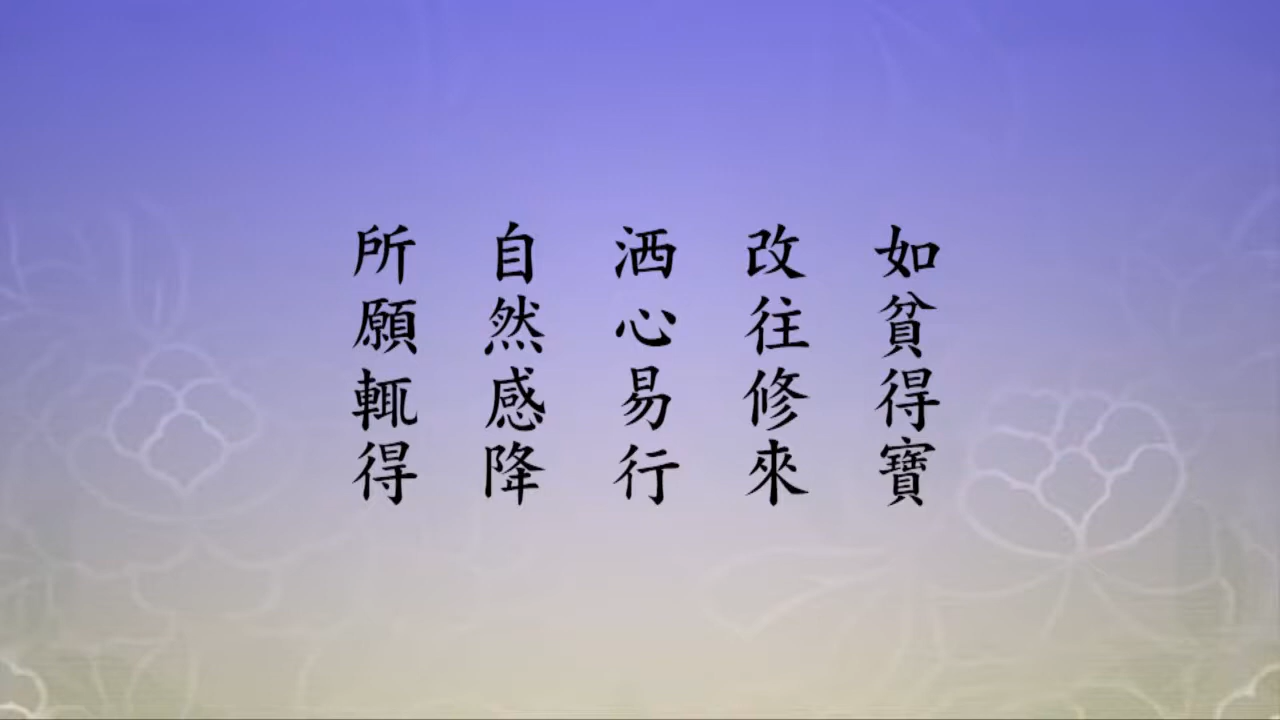 如貧得寶
改往修來
洒心易行
自然感降
所願輒得